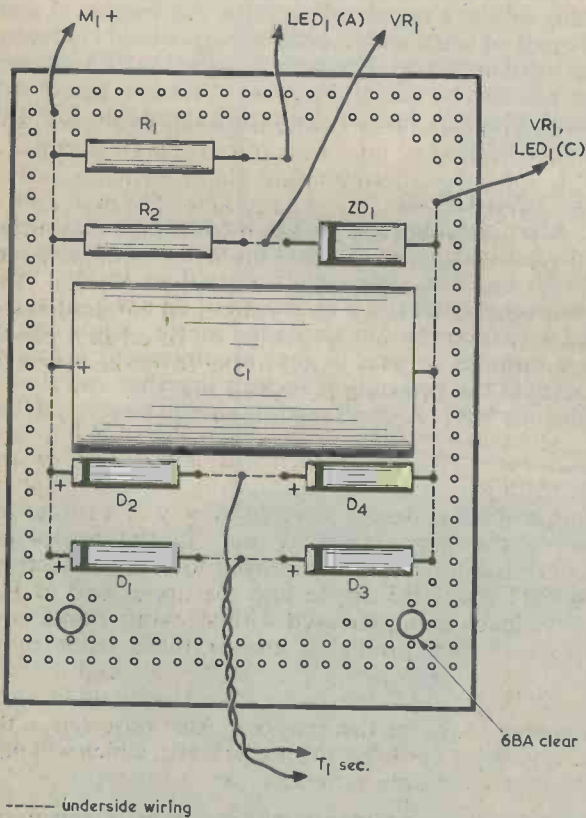 M₁+
LED₁(A)
VR₁
VR₁,
LED₁(C)
R₁
R₂
ZD₁
+
C₁
+
D₂
+
D₄
+
D₁
+
D₃
6BA clear
T₁ sec.
---- underside wiring